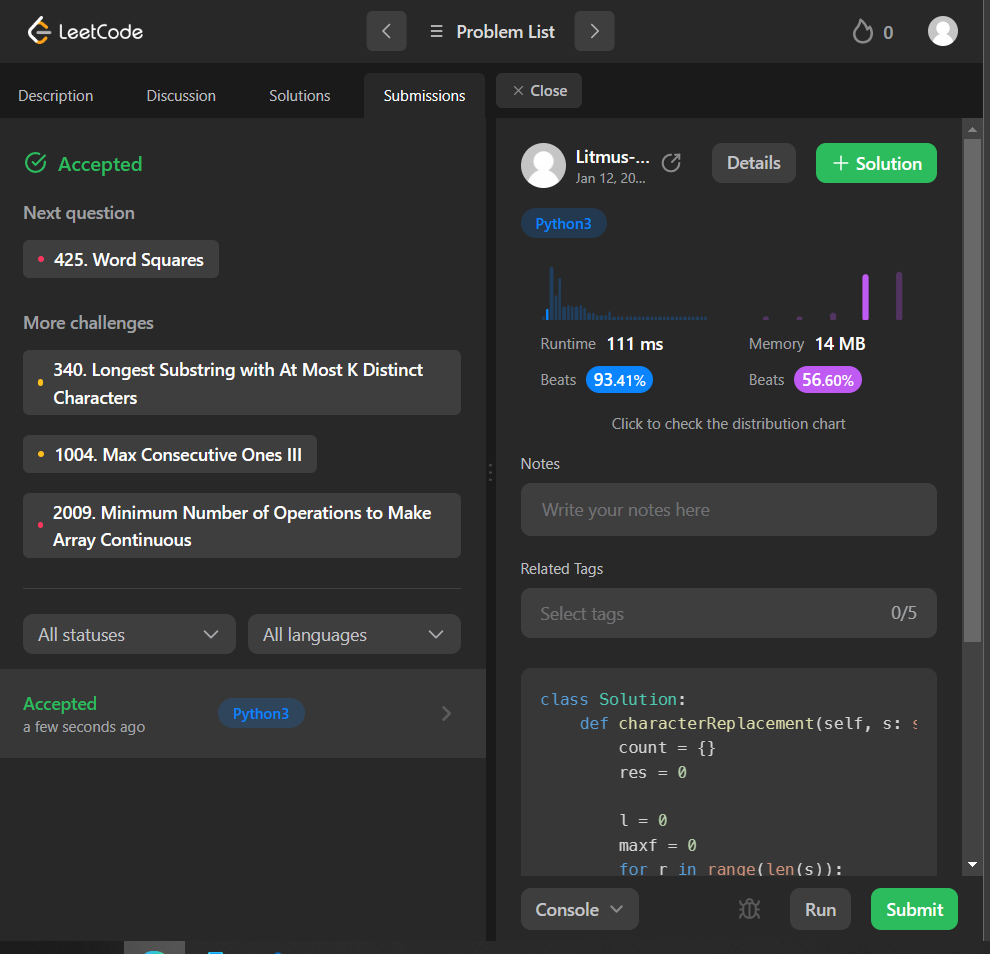 LeetCode
Problem List
0
Description
Discussion
Solutions
Submissions
Close
Accepted
Next question
425. Word Squares
More challenges
340. Longest Substring with At Most K Distinct
Characters
1004. Max Consecutive Ones III
2009. Minimum Number of Operations to Make
Array Continuous
All statuses
All languages
Accepted
a few seconds ago
Python3
Litmus-...
Jan 12, 20...
Details
+ Solution
Python3
Runtime 111 ms
Beats 93.41%
Memory 14 MB
Beats 56.60%
Click to check the distribution chart
Notes
Write your notes here
Related Tags
Select tags
0/5
class Solution:
def characterReplacement(self, s:
count = {}
res = 0
l = 0
maxf = 0
for r in range(len(s)):
Console
Run
Submit